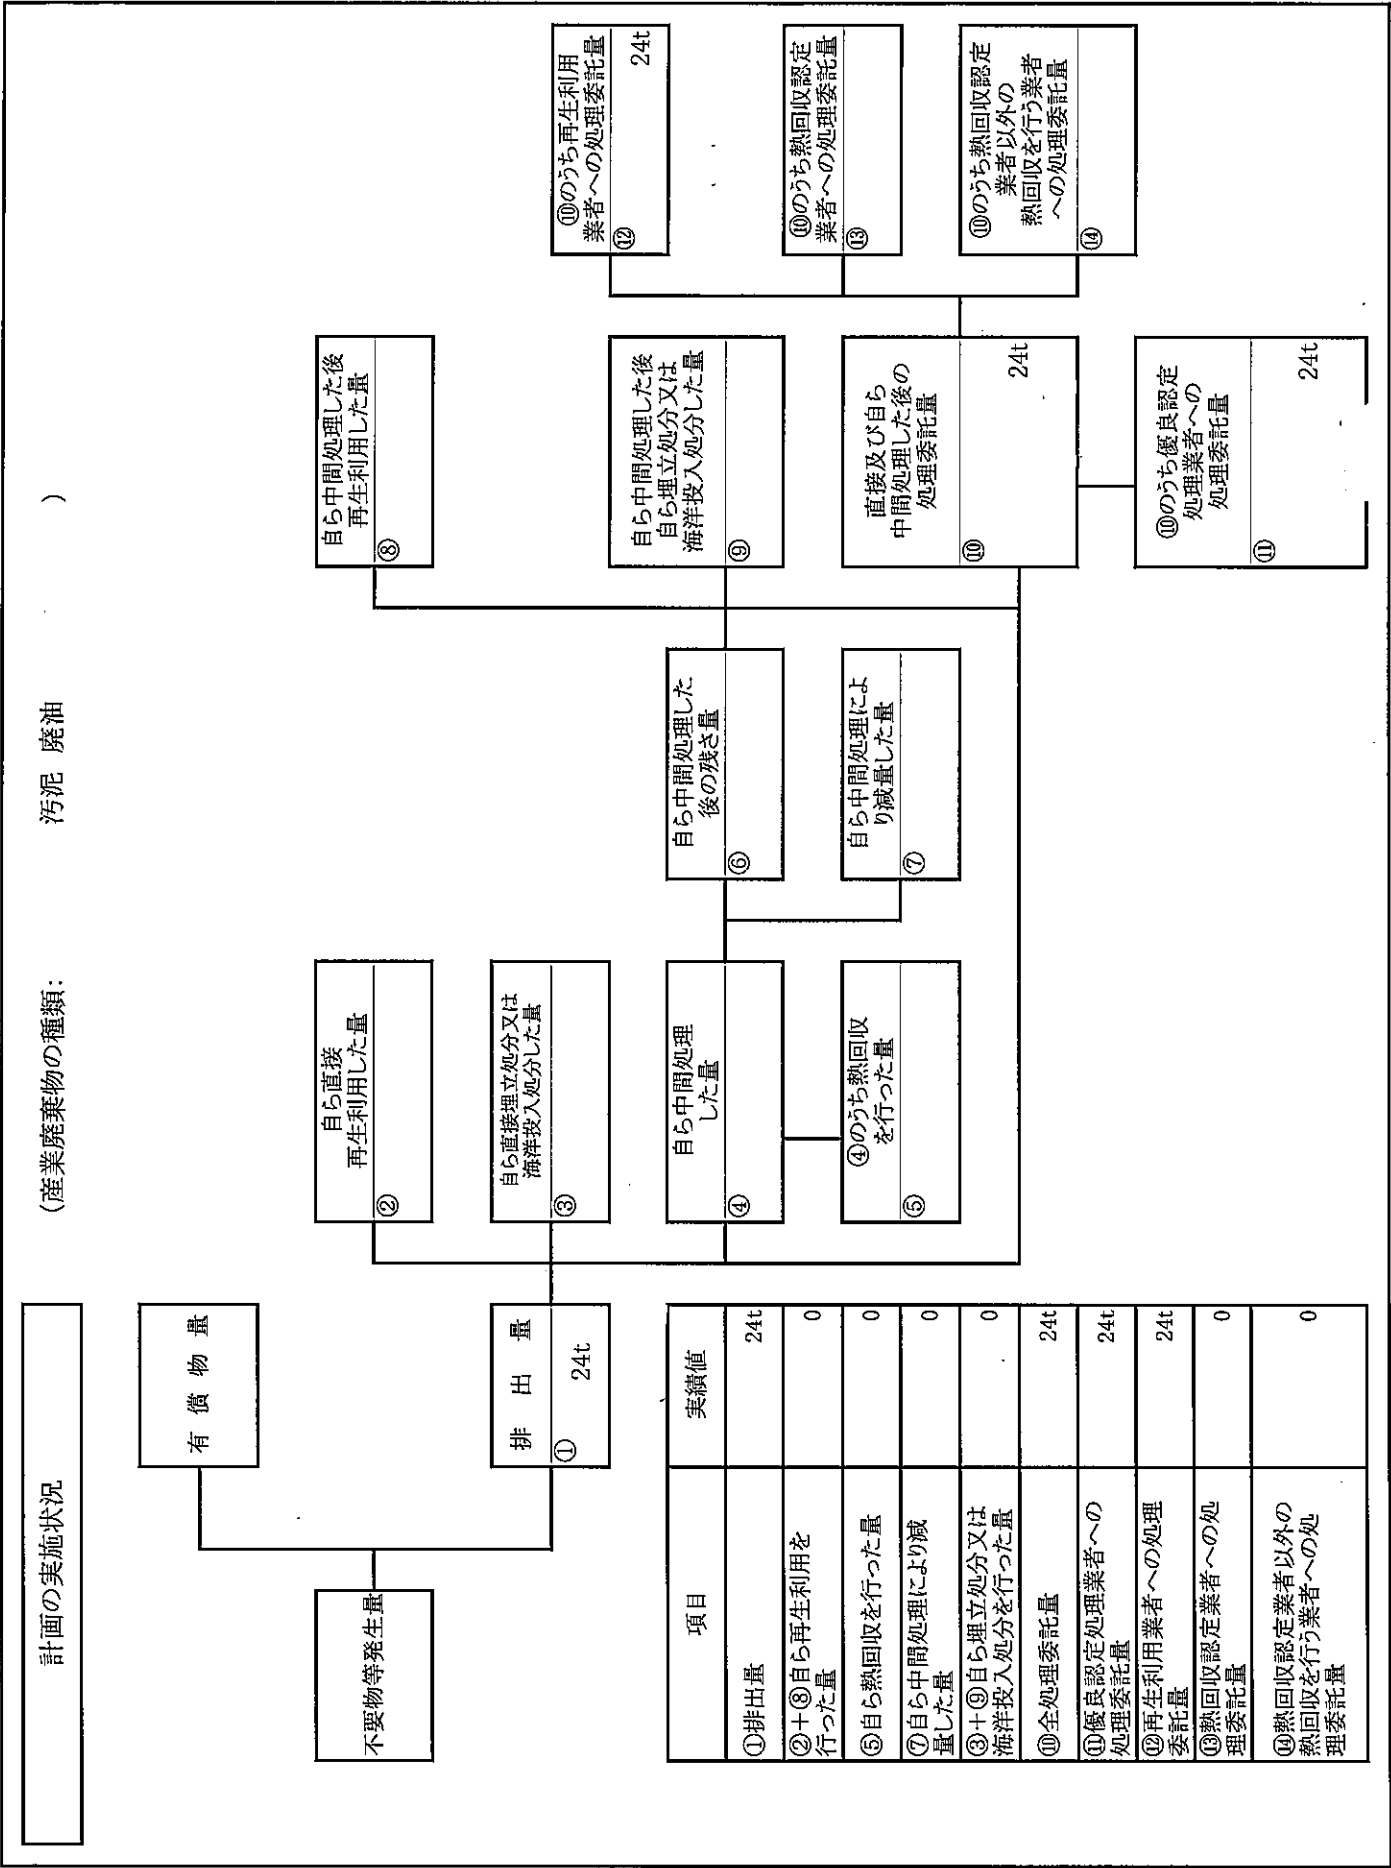 計画の実施状況
(産業廃棄物の種類: 汚泥 廃油 )
不要物等発生量
有償物量
排出量
①
24t
自ら直接
再生利用した量
②
自ら直接埋立処分又は
海洋投入処分した量
③
自ら中間処理
した量
④
④のうち熱回収
を行った量
⑤
自ら中間処理した
後の残さ量
⑥
自ら中間処理によ
り減量した量
⑦
自ら中間処理した後
再生利用した量
⑧
自ら中間処理した後
自ら埋立処分又は
海洋投入処分した量
⑨
直接及び自ら
中間処理した後の
処理委託量
⑩
24t
⑩のうち優良認定
処理業者への
処理委託量
⑪
24t
⑩のうち再生利用
業者への処理委託量
⑫
24t
⑩のうち熱回収認定
業者への処理委託量
⑬
⑩のうち熱回収認定
業者以外の
熱回収を行う業者
への処理委託量
⑭
項目 実績値
①排出量 24t
②+⑧自ら再生利用を
行った量 0
⑤自ら熱回収を行った量 0
⑦自ら中間処理により減
量した量 0
③+⑨自ら埋立処分又は
海洋投入処分を行った量 0
⑩全処理委託量 24t
⑪優良認定処理業者への
処理委託量 24t
⑫再生利用業者への処理
委託量 24t
⑬熱回収認定業者への処
理委託量 0
⑭熱回収認定業者以外の
熱回収を行う業者への処
理委託量 0